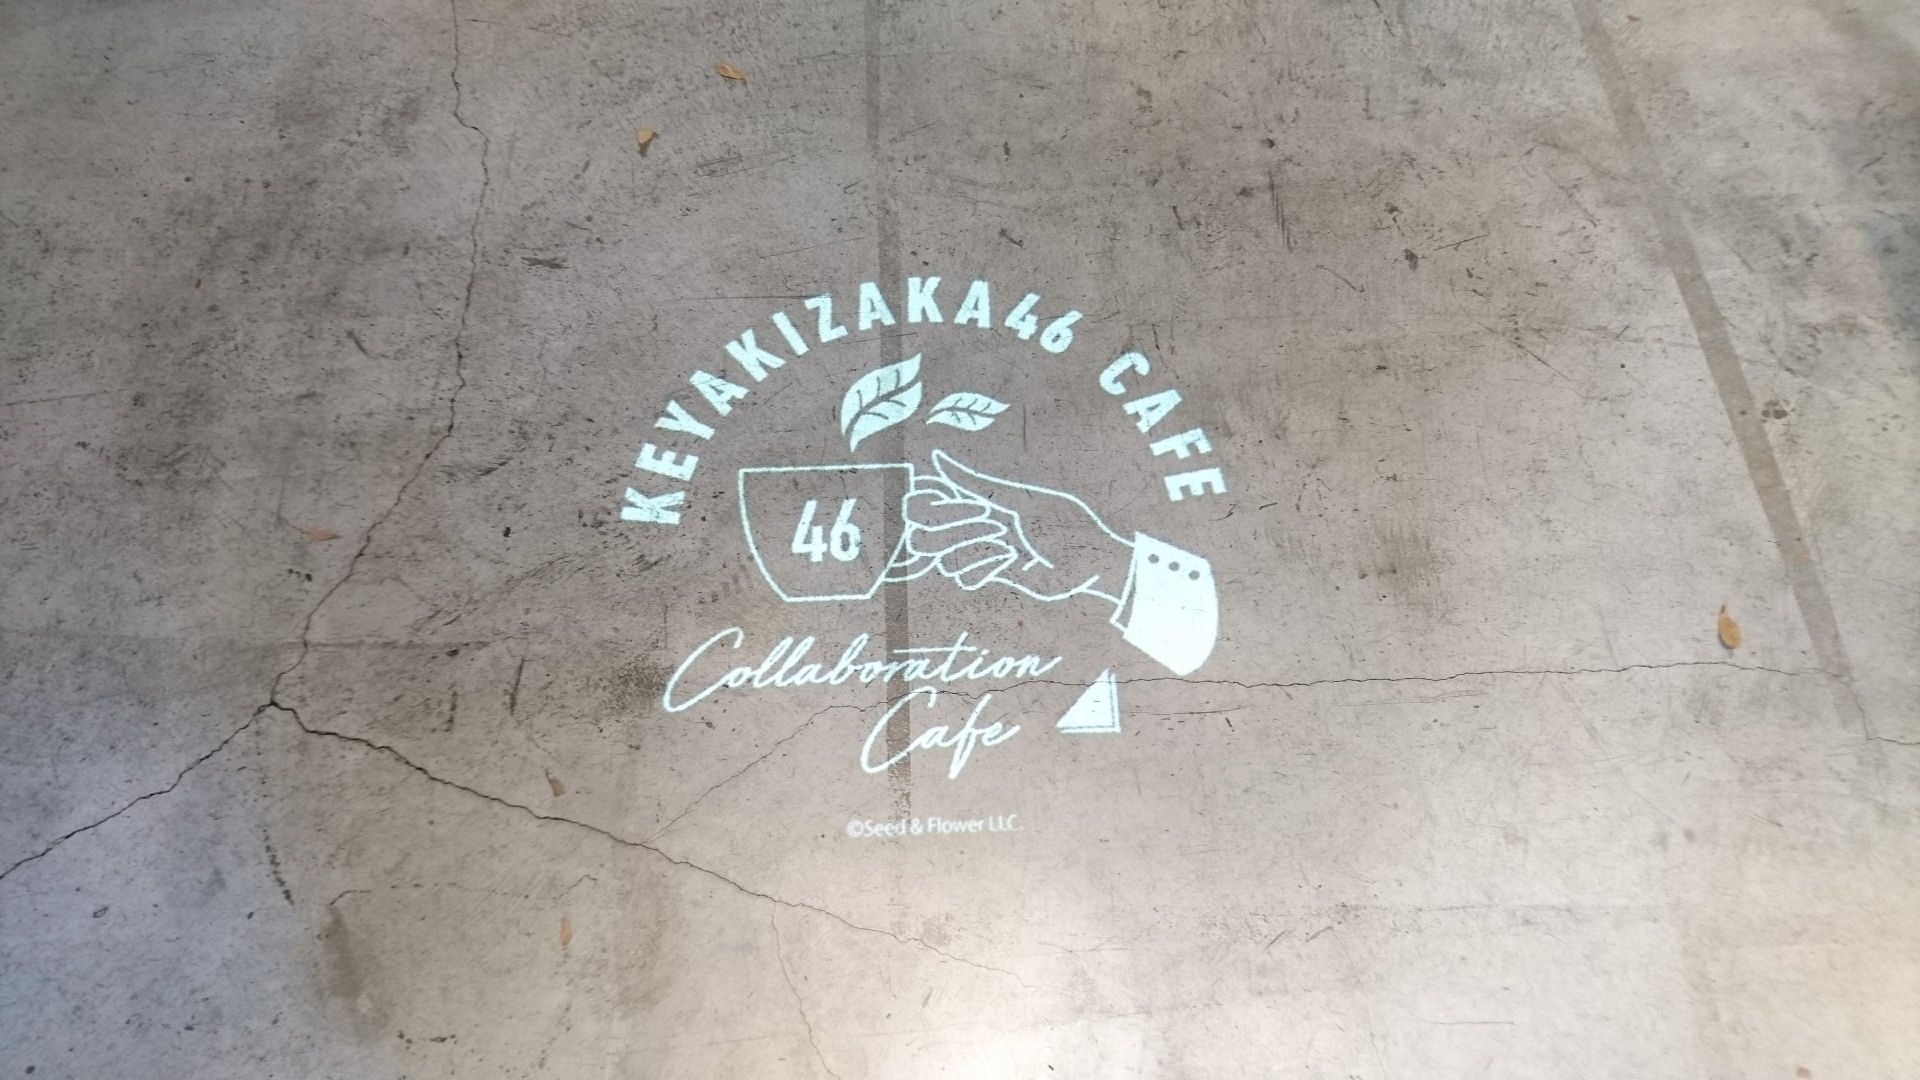 KEYAKIZAKA46 CAFE
46
Collaboration
Cafe
©Seed & Flower LLC.